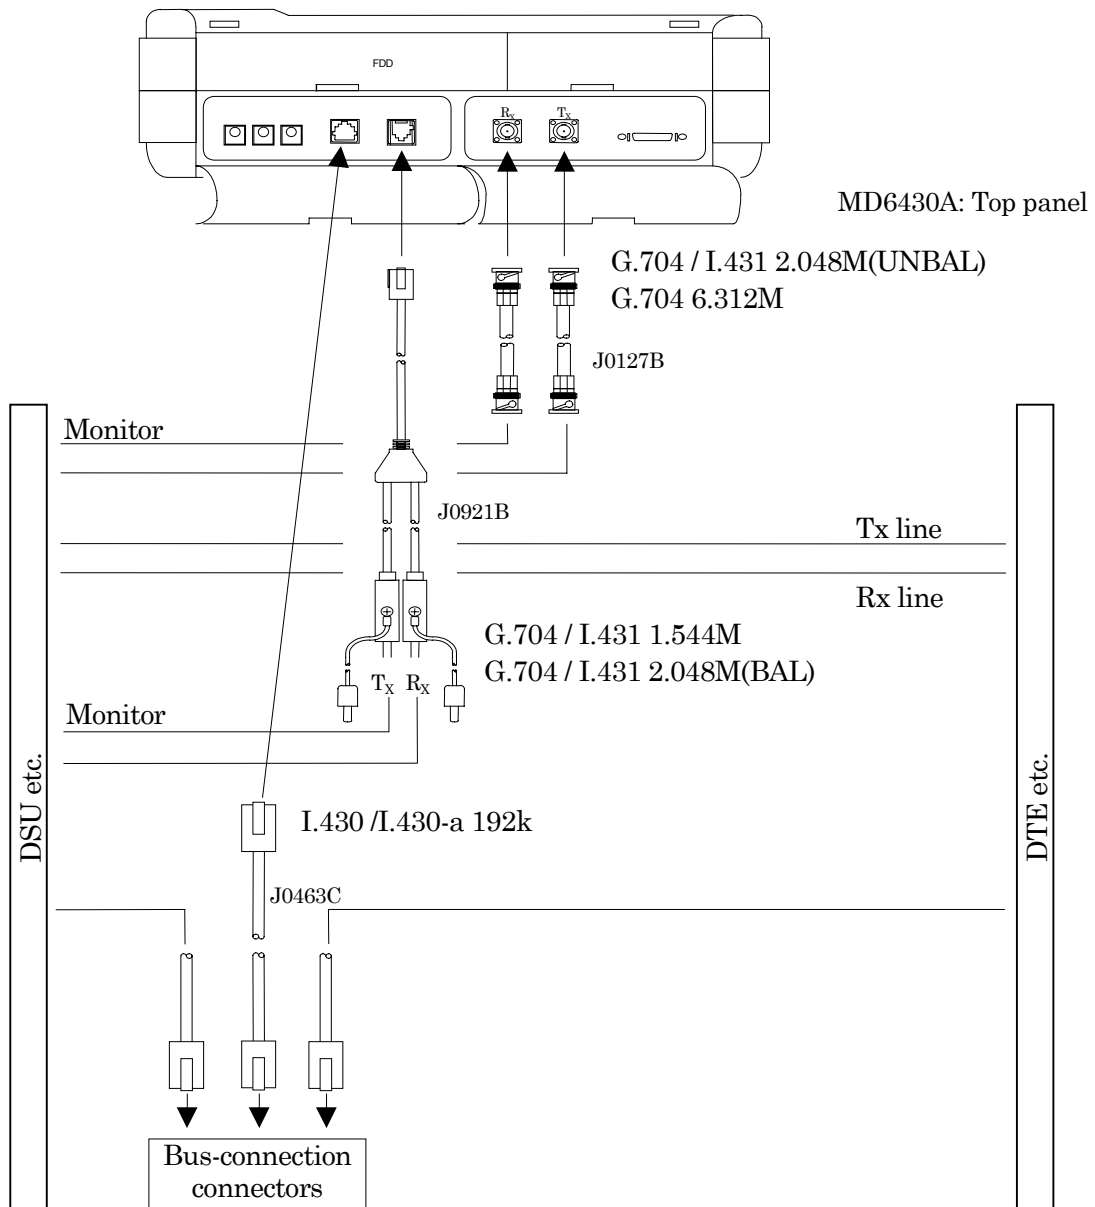 FDD
Rx Tx
MD6430A: Top panel
G.704 / I.431 2.048M(UNBAL)
G.704 6.312M
J0127B
Monitor
J0921B
Tx line
Rx line
G.704 / I.431 1.544M
G.704 / I.431 2.048M(BAL)
Tx Rx
Monitor
DSU etc.
DTE etc.
I.430 /I.430-a 192k
J0463C
Bus-connection
connectors